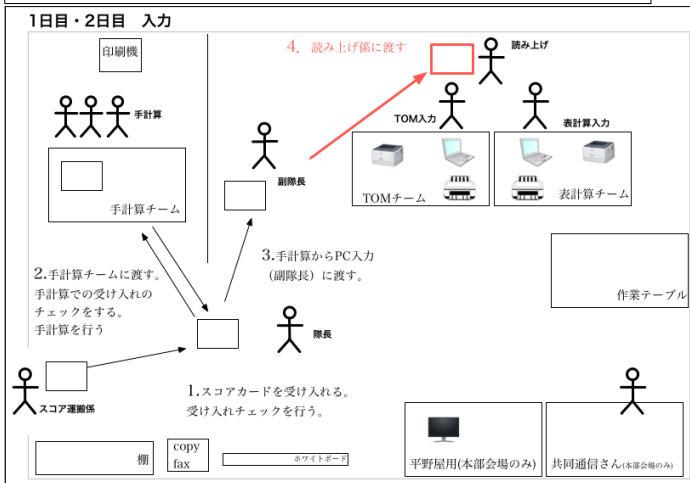 1日目・2日目　入力
印刷機
4．読み上げ係に渡す
読み上げ
手計算
TOM入力
表計算入力
副隊長
手計算チーム
TOMチーム
表計算チーム
2.手計算チームに渡す。
手計算での受け入れの
チェックをする。
手計算を行う
3.手計算からPC入力
（副隊長）に渡す。
作業テーブル
隊長
スコア運搬係
1.スコアカードを受け入れる。
受け入れチェックを行う。
棚
copy
fax
ホワイトボード
平野屋用(本部会場のみ)
共同通信さん(本部会場のみ)